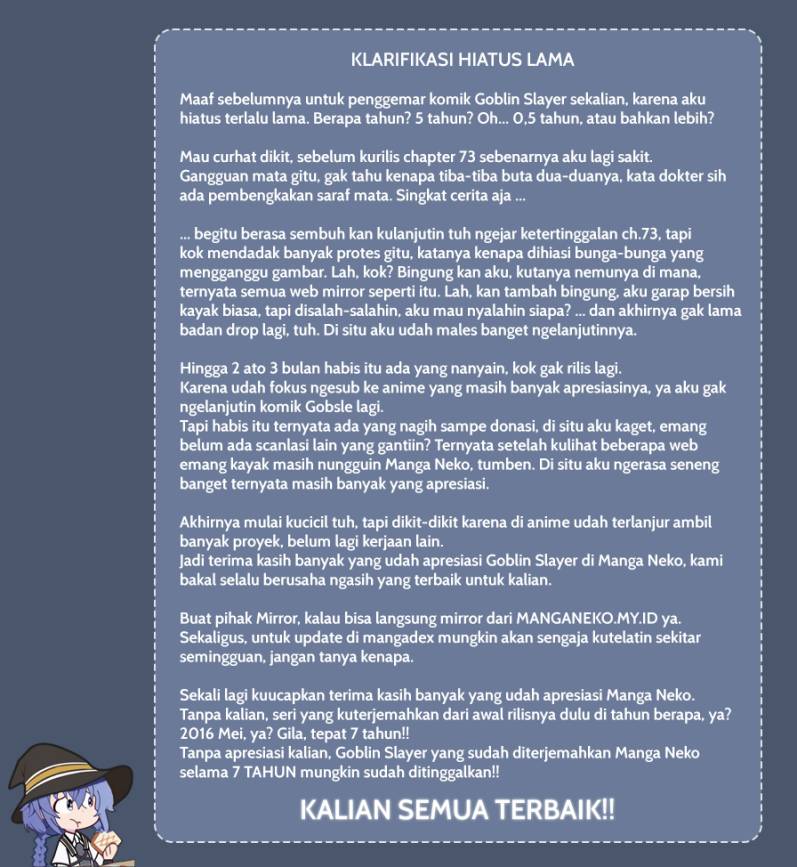 KLARIFIKASI HIATUS LAMA
Maaf sebelumnya untuk penggemar komik Goblin Slayer sekalian, karena aku
hiatus terlalu lama. Berapa tahun? 5 tahun? Oh... 0,5 tahun, atau bahkan lebih?
Mau curhat dikit, sebelum kurilis chapter 73 sebenarnya aku lagi sakit.
Gangguan mata gitu, gak tahu kenapa tiba-tiba buta dua-duanya, kata dokter sih
ada pembengkakan saraf mata. Singkat cerita aja ...
... begitu berasa sembuh kan kulanjutin tuh ngejar ketertinggalan ch.73, tapi
kok mendadak banyak protes gitu, katanya kenapa dihiasi bunga-bunga yang
mengganggu gambar. Lah, kok? Bingung kan aku, kutanya nemunya di mana,
ternyata semua web mirror seperti itu. Lah, kan tambah bingung, aku garap bersih
kayak biasa, tapi disalah-salahin, aku mau nyalahin siapa? ... dan akhirnya gak lama
badan drop lagi, tuh. Di situ aku udah males banget ngelanjutinnya.
Hingga 2 ato 3 bulan habis itu ada yang nanyain, kok gak rilis lagi.
Karena udah fokus ngesub ke anime yang masih banyak apresiasinya, ya aku gak
ngelanjutin komik Gobsle lagi.
Tapi habis itu ternyata ada yang nagih sampe donasi, di situ aku kaget, emang
belum ada scanlasi lain yang gantiin? Ternyata setelah kulihat beberapa web
emang kayak masih nungguin Manga Neko, tumben. Di situ aku ngerasa seneng
banget ternyata masih banyak yang apresiasi.
Akhirnya mulai kucicil tuh, tapi dikit-dikit karena di anime udah terlanjur ambil
banyak proyek, belum lagi kerjaan lain.
Jadi terima kasih banyak yang udah apresiasi Goblin Slayer di Manga Neko, kami
bakal selalu berusaha ngasih yang terbaik untuk kalian.
Buat pihak Mirror, kalau bisa langsung mirror dari MANGANEKO.MY.ID ya.
Sekaligus, untuk update di mangadex mungkin akan sengaja kutelatin sekitar
semingguan, jangan tanya kenapa.
Sekali lagi kuucapkan terima kasih banyak yang udah apresiasi Manga Neko.
Tanpa kalian, seri yang kuterjemahkan dari awal rilisnya dulu di tahun berapa, ya?
2016 Mei, ya? Gila, tepat 7 tahun!!
Tanpa apresiasi kalian, Goblin Slayer yang sudah diterjemahkan Manga Neko
selama 7 TAHUN mungkin sudah ditinggalkan!!
KALIAN SEMUA TERBAIK!!